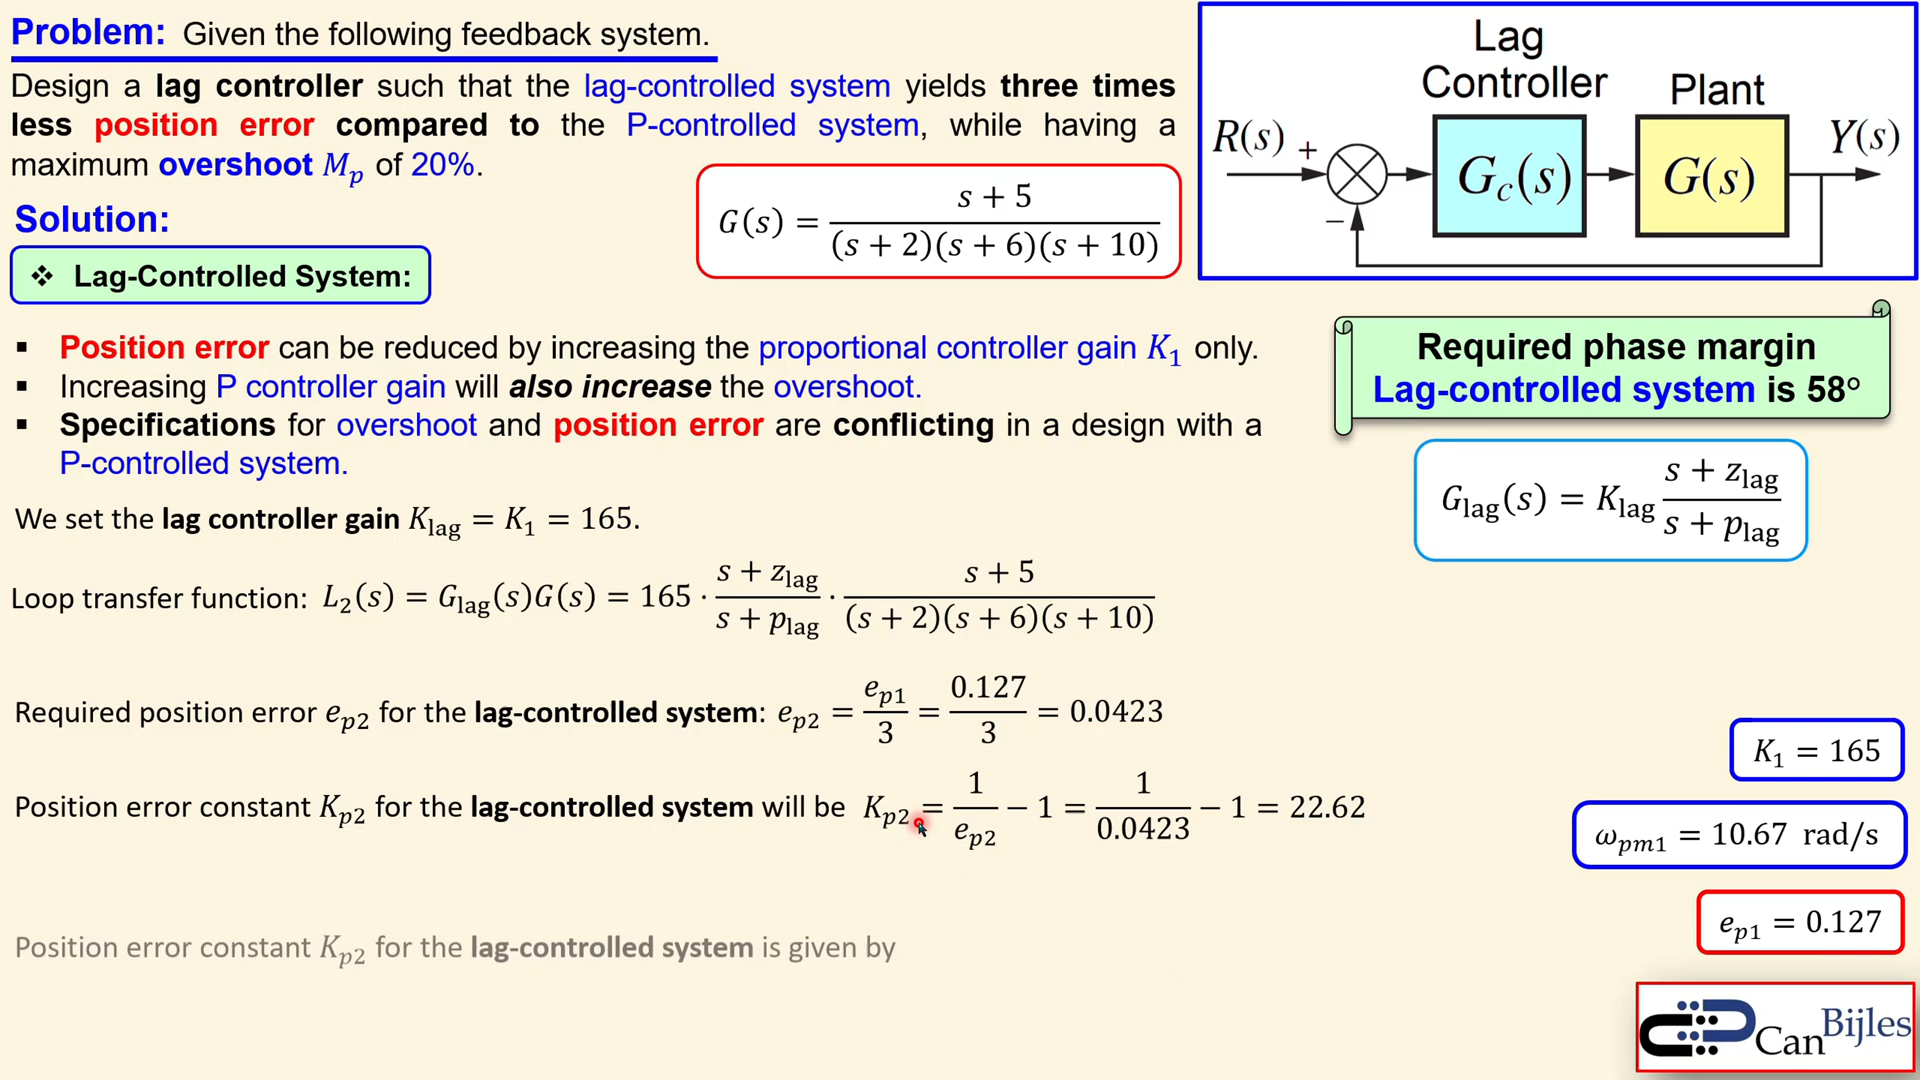 Problem: Given the following feedback system.
Design a lag controller such that the lag-controlled system yields three times
less position error compared to the P-controlled system, while having a
maximum overshoot M_p of 20%.
G(s) = (s + 5) / ((s + 2)(s + 6)(s + 10))
Lag
Controller
Plant
R(s)
+
−
G_c(s)
G(s)
Y(s)
Solution:
❖ Lag-Controlled System:
▪ Position error can be reduced by increasing the proportional controller gain K_1 only.
▪ Increasing P controller gain will also increase the overshoot.
▪ Specifications for overshoot and position error are conflicting in a design with a
P-controlled system.
Required phase margin
Lag-controlled system is 58°
G_lag(s) = K_lag (s + z_lag) / (s + p_lag)
We set the lag controller gain K_lag = K_1 = 165.
Loop transfer function: L_2(s) = G_lag(s)G(s) = 165 · (s + z_lag) / (s + p_lag) · (s + 5) / ((s + 2)(s + 6)(s + 10))
Required position error e_p2 for the lag-controlled system: e_p2 = e_p1 / 3 = 0.127 / 3 = 0.0423
Position error constant K_p2 for the lag-controlled system will be K_p2 = 1 / e_p2 − 1 = 1 / 0.0423 − 1 = 22.62
Position error constant K_p2 for the lag-controlled system is given by
K_1 = 165
ω_pm1 = 10.67 rad/s
e_p1 = 0.127
Can Bijles